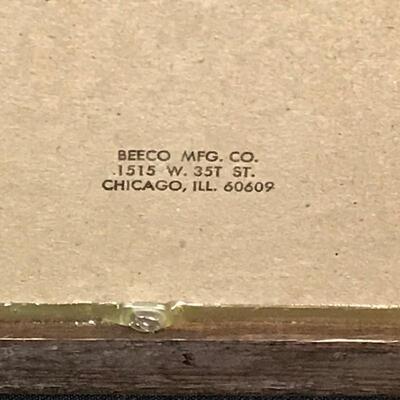 BEECO MFG. CO.
1515 W. 35T ST.
CHICAGO, ILL. 60609